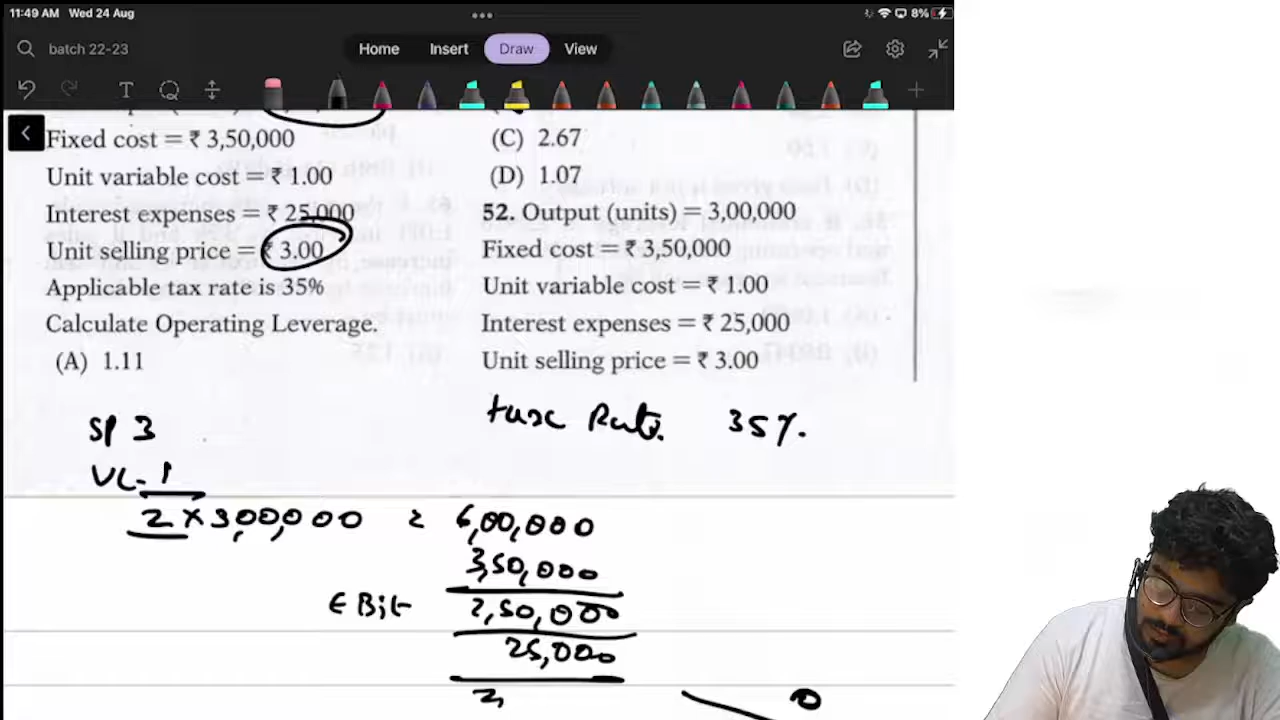 11:49 AM Wed 24 Aug
8%
batch 22-23
Home Insert Draw View
Fixed cost = ₹ 3,50,000
Unit variable cost = ₹ 1.00
Interest expenses = ₹ 25,000
Unit selling price = ₹ 3.00
Applicable tax rate is 35%
Calculate Operating Leverage.
(A) 1.11
(C) 2.67
(D) 1.07
52. Output (units) = 3,00,000
Fixed cost = ₹ 3,50,000
Unit variable cost = ₹ 1.00
Interest expenses = ₹ 25,000
Unit selling price = ₹ 3.00
tax Rate. 35%.
SP 3
VC- 1
2 × 3,00,000 = 6,00,000
3,50,000
EBit 2,50,000
25,000
2,
0